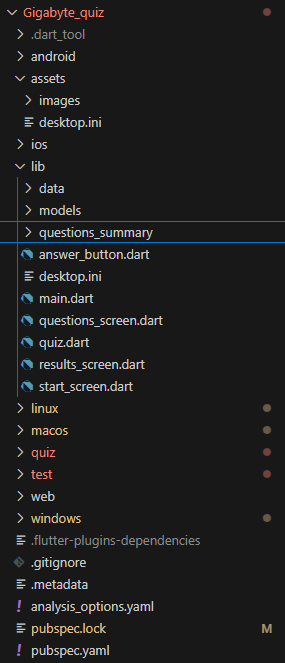 Gigabyte_quiz
.dart_tool
android
assets
images
desktop.ini
ios
lib
data
models
questions_summary
answer_button.dart
desktop.ini
main.dart
questions_screen.dart
quiz.dart
results_screen.dart
start_screen.dart
linux
macos
quiz
test
web
windows
.flutter-plugins-dependencies
.gitignore
.metadata
analysis_options.yaml
pubspec.lock M
pubspec.yaml